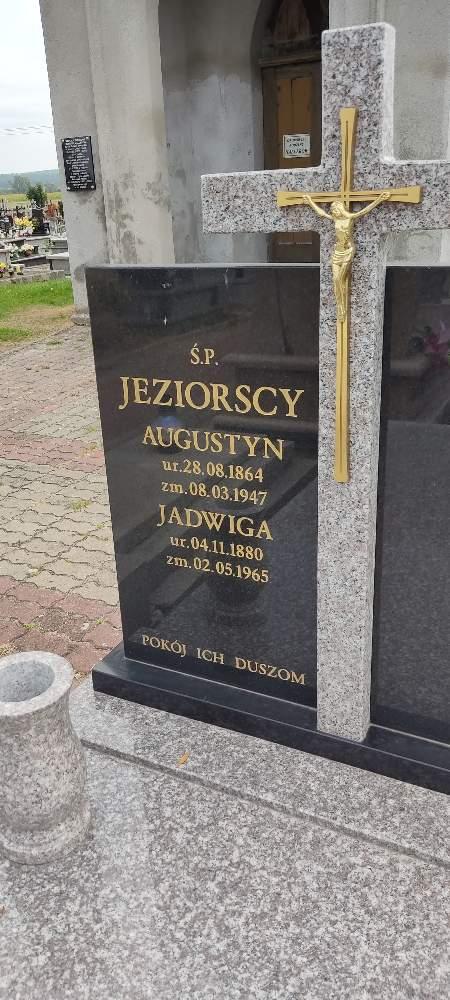 Ś.P.
JEZIORSCY
AUGUSTYN
ur.28.08.1864
zm.08.03.1947
JADWIGA
ur.04.11.1880
zm.02.05.1965
POKÓJ ICH DUSZOM